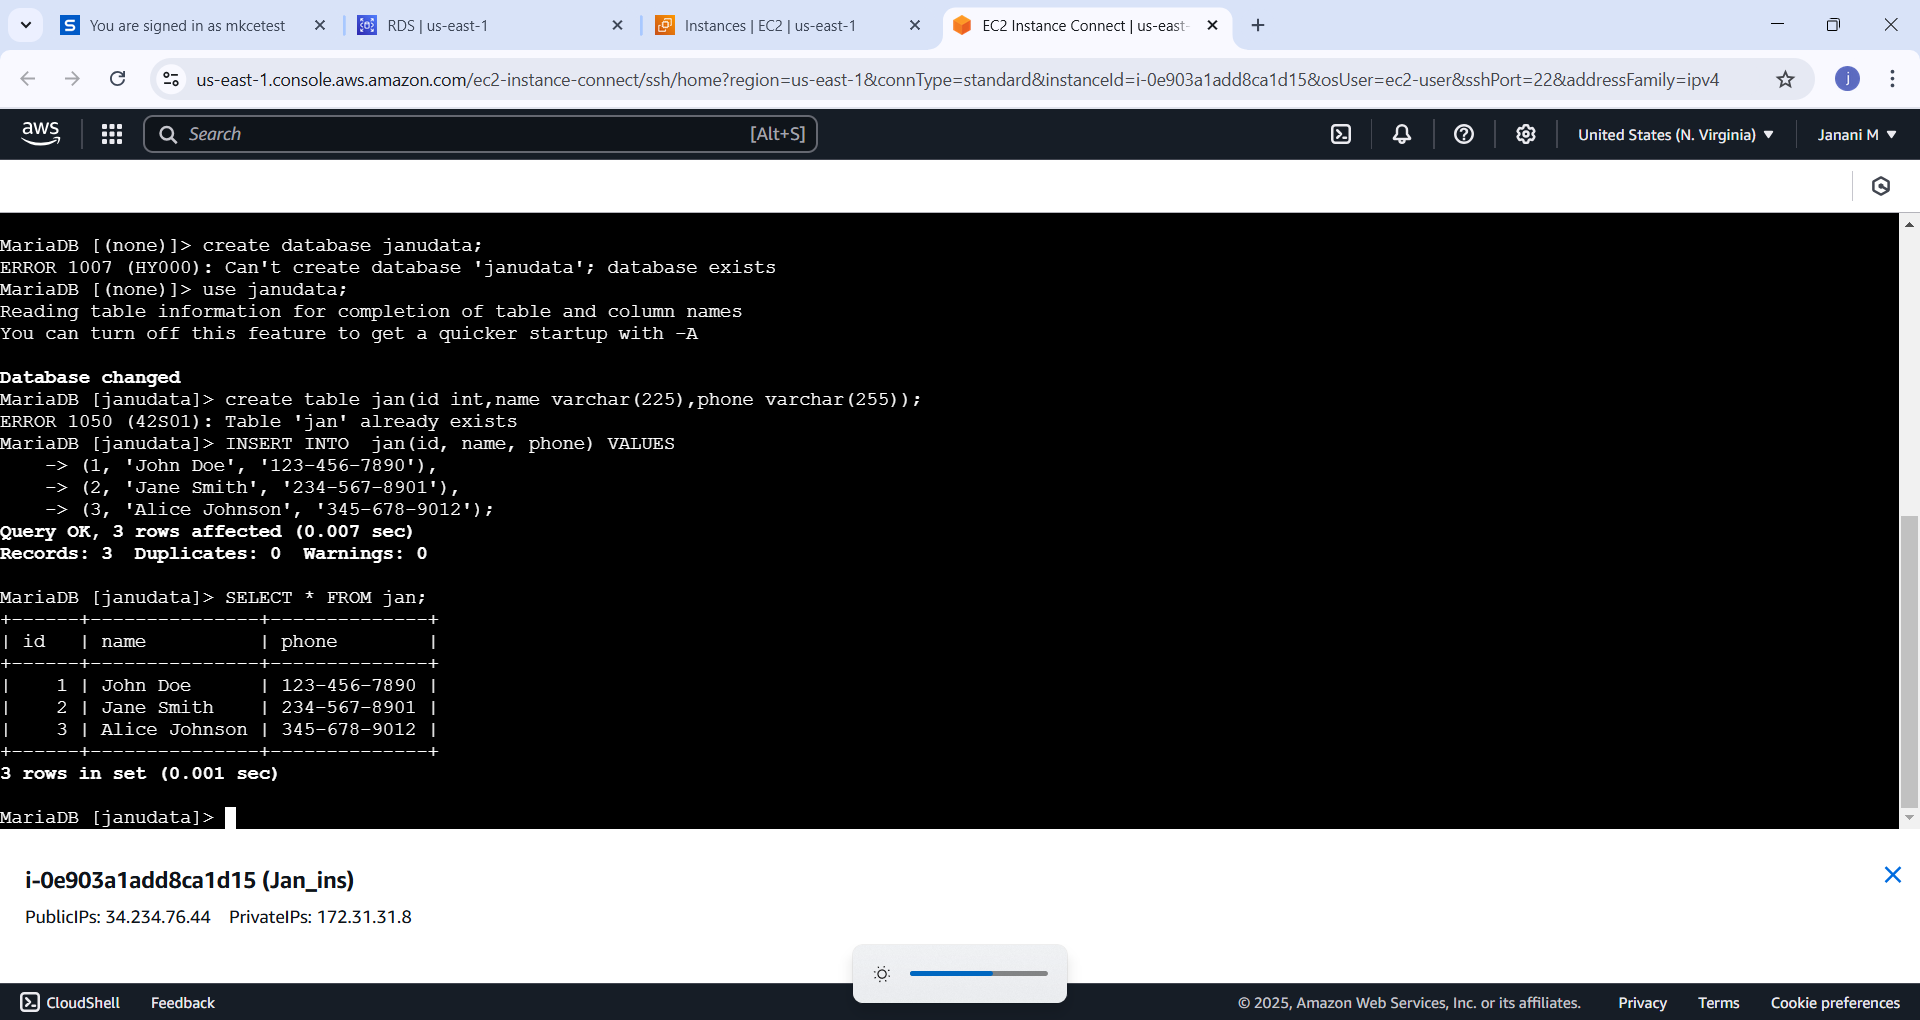 You are signed in as mkcetest
RDS | us-east-1
Instances | EC2 | us-east-1
EC2 Instance Connect | us-east-
us-east-1.console.aws.amazon.com/ec2-instance-connect/ssh/home?region=us-east-1&connType=standard&instanceId=i-0e903a1add8ca1d15&osUser=ec2-user&sshPort=22&addressFamily=ipv4
j
aws
Search
[Alt+S]
United States (N. Virginia)
Janani M
MariaDB [(none)]> create database janudata;
ERROR 1007 (HY000): Can't create database 'janudata'; database exists
MariaDB [(none)]> use janudata;
Reading table information for completion of table and column names
You can turn off this feature to get a quicker startup with -A
Database changed
MariaDB [janudata]> create table jan(id int,name varchar(225),phone varchar(255));
ERROR 1050 (42S01): Table 'jan' already exists
MariaDB [janudata]> INSERT INTO  jan(id, name, phone) VALUES
    -> (1, 'John Doe', '123-456-7890'),
    -> (2, 'Jane Smith', '234-567-8901'),
    -> (3, 'Alice Johnson', '345-678-9012');
Query OK, 3 rows affected (0.007 sec)
Records: 3  Duplicates: 0  Warnings: 0
MariaDB [janudata]> SELECT * FROM jan;
+------+---------------+--------------+
| id   | name          | phone        |
+------+---------------+--------------+
|    1 | John Doe      | 123-456-7890 |
|    2 | Jane Smith    | 234-567-8901 |
|    3 | Alice Johnson | 345-678-9012 |
+------+---------------+--------------+
3 rows in set (0.001 sec)
MariaDB [janudata]>
i-0e903a1add8ca1d15 (Jan_ins)
PublicIPs: 34.234.76.44   PrivateIPs: 172.31.31.8
CloudShell
Feedback
© 2025, Amazon Web Services, Inc. or its affiliates.
Privacy
Terms
Cookie preferences